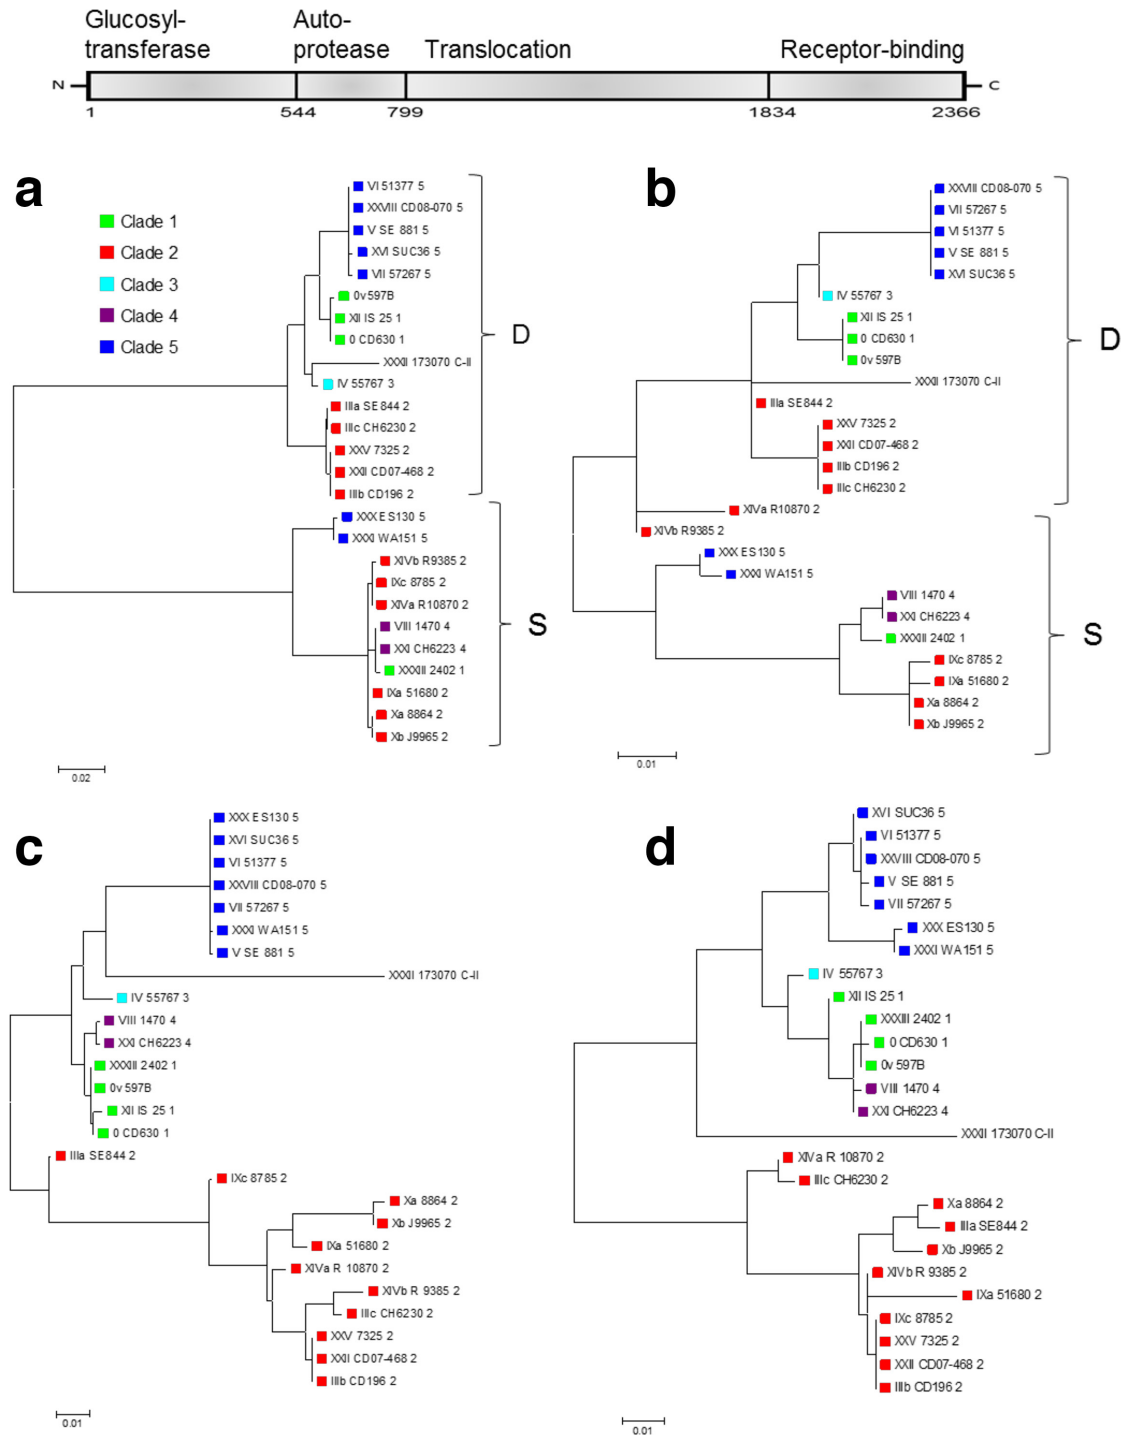 Glucosyl-
transferase
Auto-
protease
Translocation
Receptor-binding
N
C
1
544
799
1834
2366
a
Clade 1
Clade 2
Clade 3
Clade 4
Clade 5
VI 51377 5
XXVIII CD08-070 5
V SE 881 5
XVI SUC36 5
VII 57267 5
0v 597B
XII IS 25 1
0 CD630 1
XXXII 173070 C-II
IV 55767 3
IIIa SE844 2
IIIc CH6230 2
XXV 7325 2
XXII CD07-468 2
IIIb CD196 2
D
XXX ES130 5
XXXI WA151 5
XIVb R9385 2
IXc 8785 2
XIVa R10870 2
VIII 1470 4
XXI CH6223 4
XXXIII 2402 1
IXa 51680 2
Xa 8864 2
Xb J9965 2
S
0.02
b
XXVIII CD08-070 5
VII 57267 5
VI 51377 5
V SE 881 5
XVI SUC36 5
IV 55767 3
XII IS 25 1
0 CD630 1
0v 597B
XXXII 173070 C-II
IIIa SE844 2
XXV 7325 2
XXII CD07-468 2
IIIb CD196 2
IIIc CH6230 2
D
XIVa R10870 2
XIVb R9385 2
XXX ES130 5
XXXI WA151 5
VIII 1470 4
XXI CH6223 4
XXXIII 2402 1
IXc 8785 2
IXa 51680 2
Xa 8864 2
Xb J9965 2
S
0.01
c
XXX ES130 5
XVI SUC36 5
VI 51377 5
XXVIII CD08-070 5
VII 57267 5
XXXI WA151 5
V SE 881 5
XXXII 173070 C-II
IV 55767 3
VIII 1470 4
XXI CH6223 4
XXXIII 2402 1
0v 597B
XII IS 25 1
0 CD630 1
IIIa SE844 2
IXc 8785 2
Xa 8864 2
Xb J9965 2
IXa 51680 2
XIVa R 10870 2
XIVb R 9385 2
IIIc CH6230 2
XXV 7325 2
XXII CD07-468 2
IIIb CD196 2
0.01
d
XVI SUC36 5
VI 51377 5
XXVIII CD08-070 5
V SE 881 5
VII 57267 5
XXX ES130 5
XXXI WA151 5
IV 55767 3
XII IS 25 1
XXXIII 2402 1
0 CD630 1
0v 597B
VIII 1470 4
XXI CH6223 4
XXXII 173070 C-II
XIVa R 10870 2
IIIc CH6230 2
Xa 8864 2
IIIa SE844 2
Xb J9965 2
XIVb R 9385 2
IXa 51680 2
IXc 8785 2
XXV 7325 2
XXII CD07-468 2
IIIb CD196 2
0.01